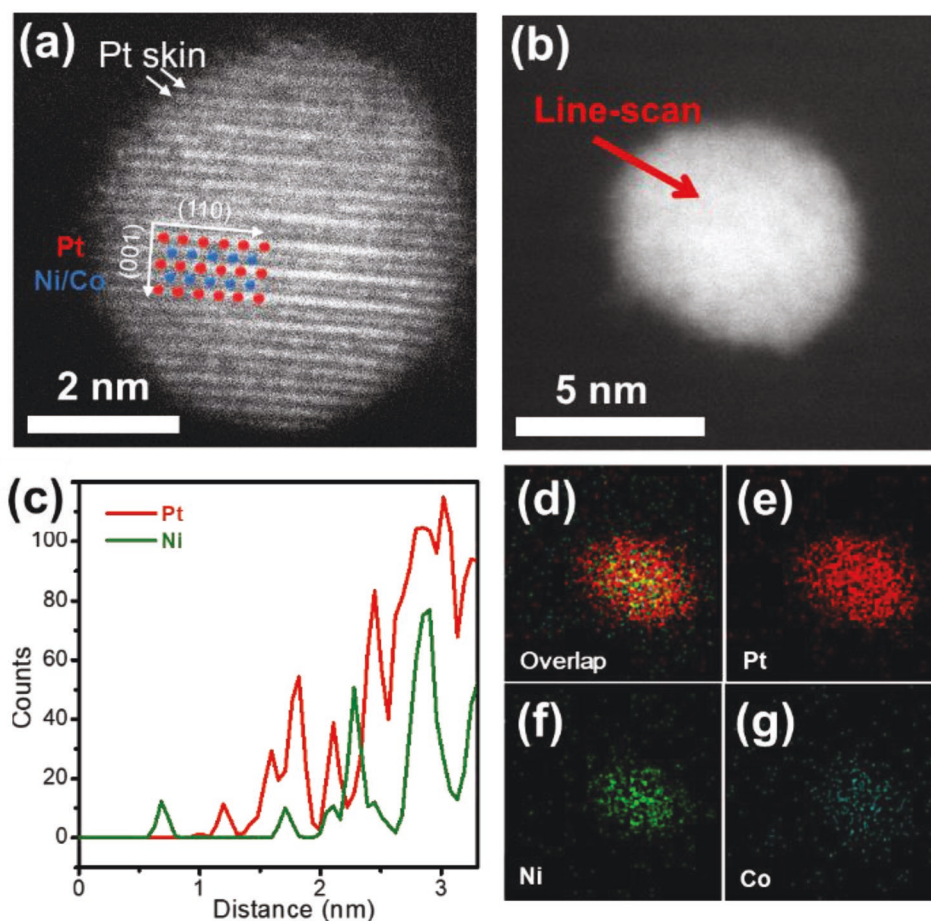 (a)
Pt skin
(110)
(001)
Pt
Ni/Co
2 nm
(b)
Line-scan
5 nm
(c)
Pt
Ni
100
80
60
40
20
0
Counts
0 1 2 3
Distance (nm)
(d)
Overlap
(e)
Pt
(f)
Ni
(g)
Co